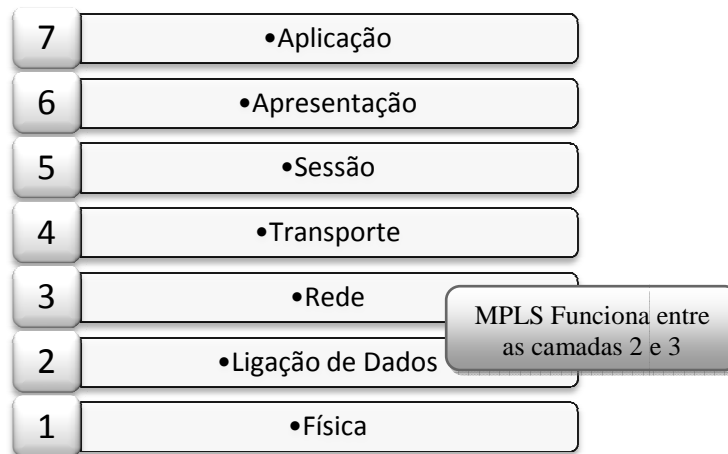 7 •Aplicação
6 •Apresentação
5 •Sessão
4 •Transporte
3 •Rede
MPLS Funciona entre
as camadas 2 e 3
2 •Ligação de Dados
1 •Física